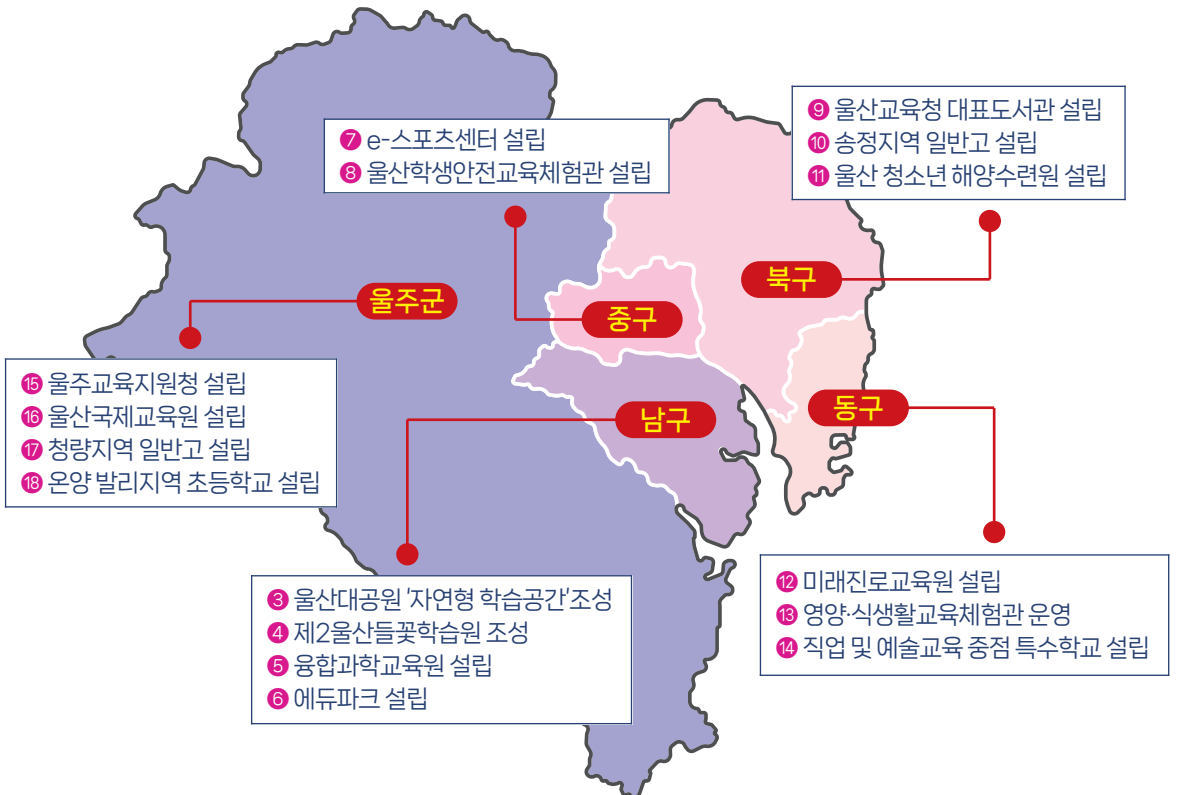 ⑦ e-스포츠센터 설립
⑧ 울산학생안전교육체험관 설립
⑨ 울산교육청 대표도서관 설립
⑩ 송정지역 일반고 설립
⑪ 울산 청소년 해양수련원 설립
북구
울주군
중구
남구
동구
⑮ 울주교육지원청 설립
⑯ 울산국제교육원 설립
⑰ 청량지역 일반고 설립
⑱ 온양 발리지역 초등학교 설립
③ 울산대공원 '자연형 학습공간'조성
④ 제2울산들꽃학습원 조성
⑤ 융합과학교육원 설립
⑥ 에듀파크 설립
⑫ 미래진로교육원 설립
⑬ 영양·식생활교육체험관 운영
⑭ 직업 및 예술교육 중점 특수학교 설립